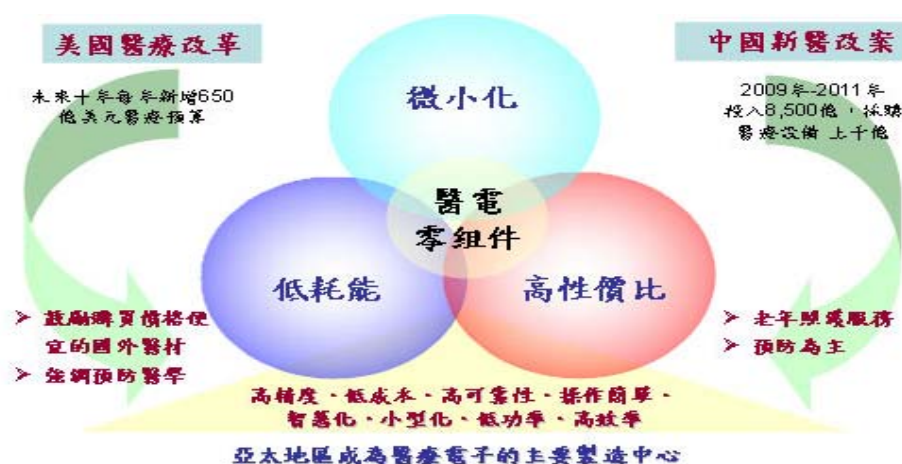 美國醫療改革
未來十年每年新增650
億美元醫療預算
鼓勵購買價格便
宜的國外醫材
強調預防醫學
微小化
醫電
零組件
低耗能
高性價比
中國新醫改案
2009年-2011年
投入8,500億,採購
醫療設備 上千億
老年照護服務
預防為主
高精度、低成本、高可靠性、操作簡單、
智慧化、小型化、低功率、高效率
亞太地區成為醫療電子的主要製造中心